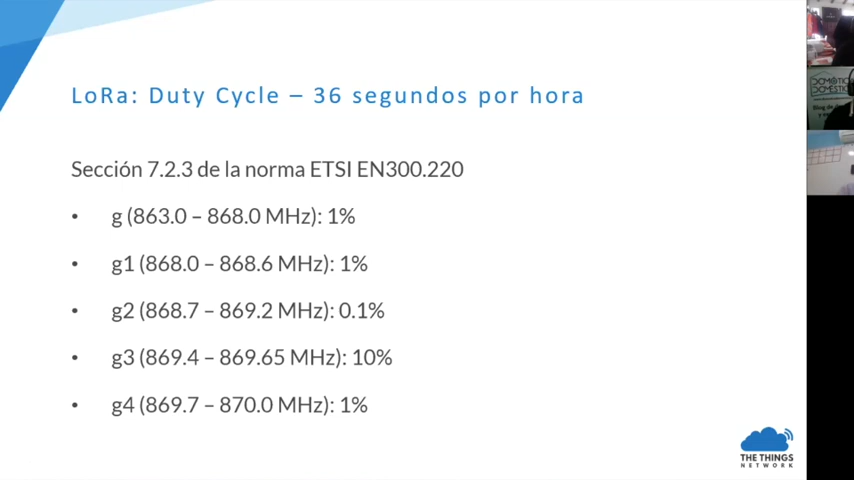 LoRa: Duty Cycle – 36 segundos por hora
Sección 7.2.3 de la norma ETSI EN300.220
• g (863.0 – 868.0 MHz): 1%
• g1 (868.0 – 868.6 MHz): 1%
• g2 (868.7 – 869.2 MHz): 0.1%
• g3 (869.4 – 869.65 MHz): 10%
• g4 (869.7 – 870.0 MHz): 1%
THE THINGS
NETWORK